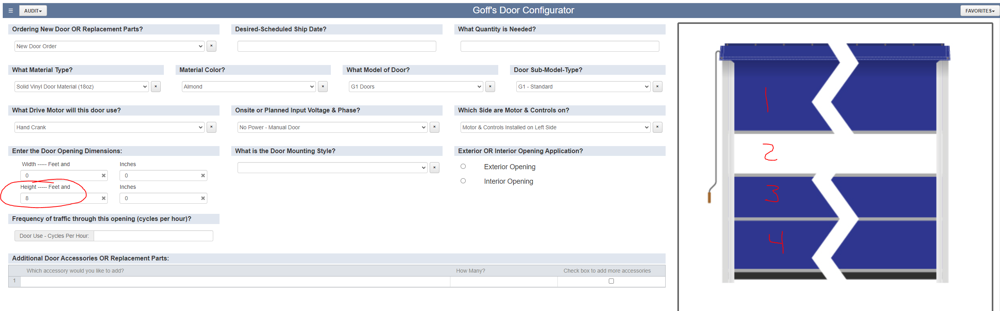 ☰ AUDIT Goff's Door Configurator FAVORITES
Ordering New Door OR Replacement Parts? Desired-Scheduled Ship Date? What Quantity is Needed?
New Door Order ×
What Material Type? Material Color? What Model of Door? Door Sub-Model-Type?
Solid Vinyl Door Material (18oz) × Almond × G1 Doors × G1 - Standard ×
What Drive Motor will this door use? Onsite or Planned Input Voltage & Phase? Which Side are Motor & Controls on?
Hand Crank × No Power - Manual Door × Motor & Controls Installed on Left Side ×
Enter the Door Opening Dimensions: What is the Door Mounting Style? Exterior OR Interior Opening Application?
Width ----- Feet and Inches
0 0 × Exterior Opening
Height ----- Feet and Inches Interior Opening
8 0
Frequency of traffic through this opening (cycles per hour)?
Door Use - Cycles Per Hour:
Additional Door Accessories OR Replacement Parts:
Which accessory would you like to add? How Many? Check box to add more accessories
1
1
2
3
4